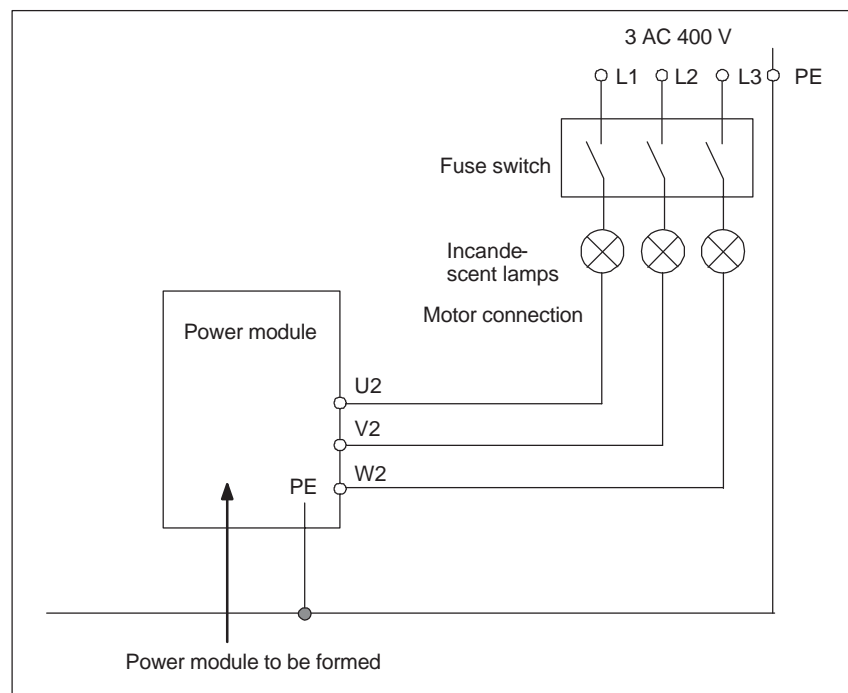 3 AC 400 V
L1 L2 L3 PE
Fuse switch
Incande-
scent lamps
Motor connection
Power module
U2
V2
W2
PE
Power module to be formed